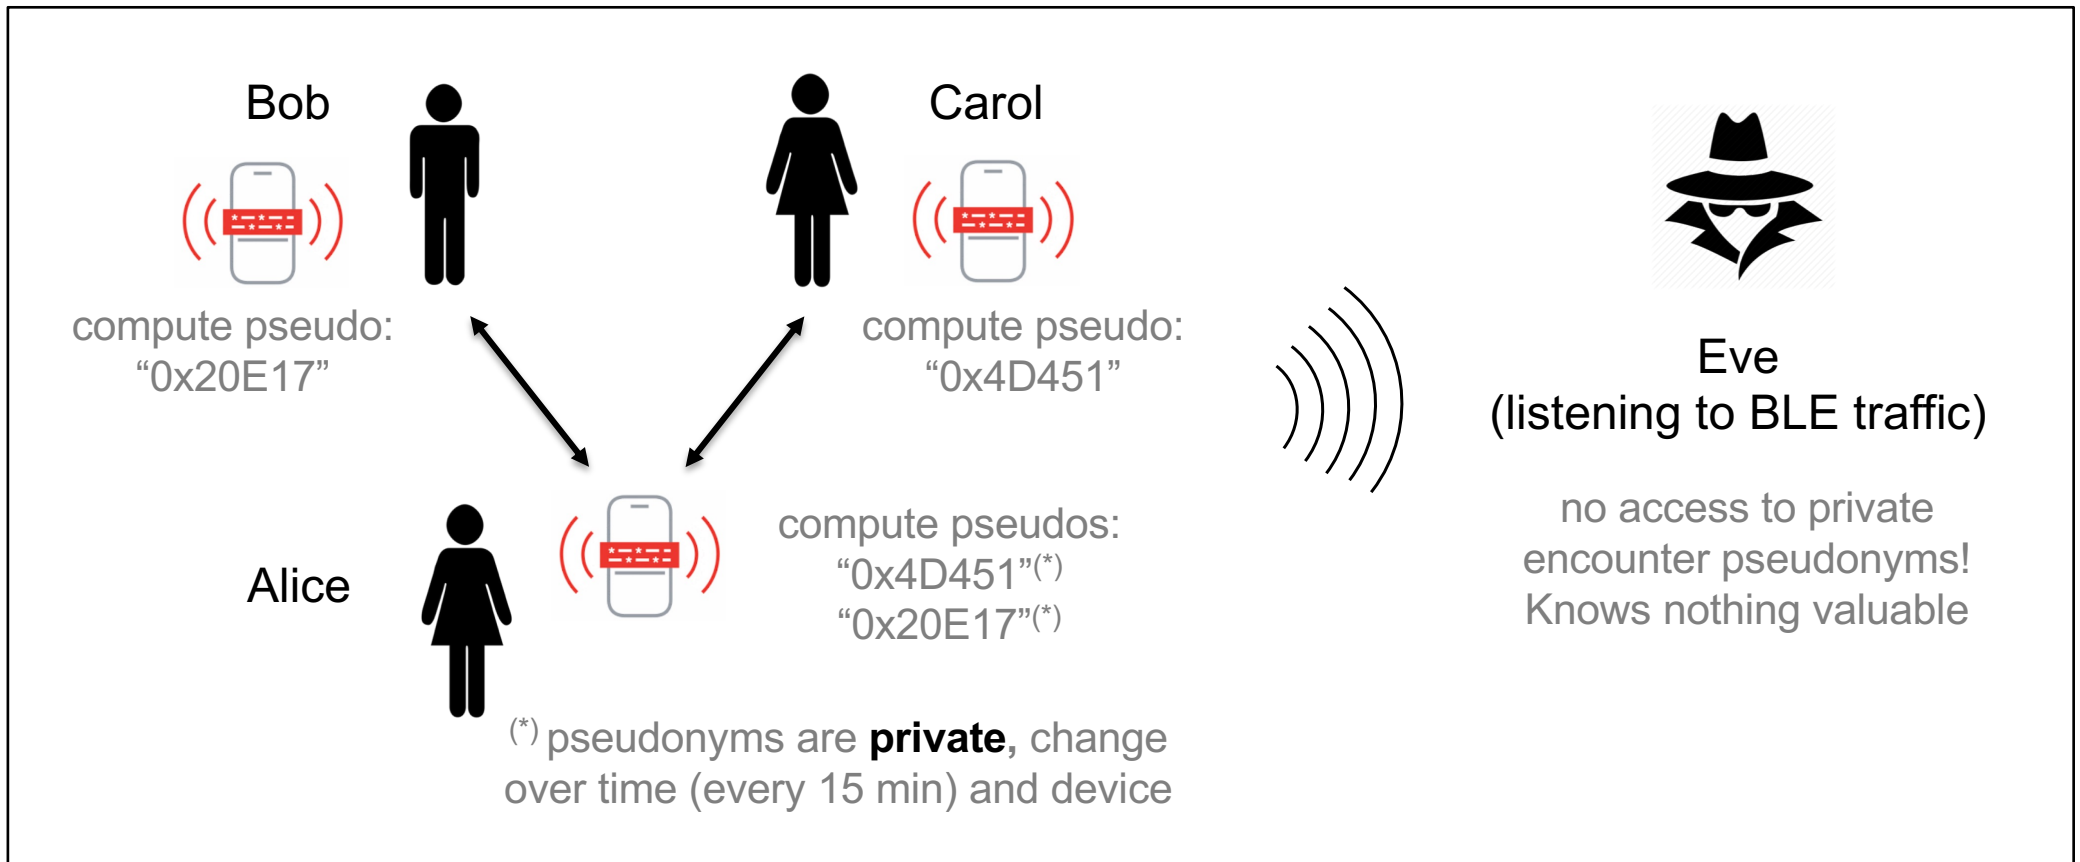 Bob
compute pseudo:
“0x20E17”
Carol
compute pseudo:
“0x4D451”
Alice
compute pseudos:
“0x4D451”(*)
“0x20E17”(*)
(*) pseudonyms are private, change
over time (every 15 min) and device
Eve
(listening to BLE traffic)
no access to private
encounter pseudonyms!
Knows nothing valuable